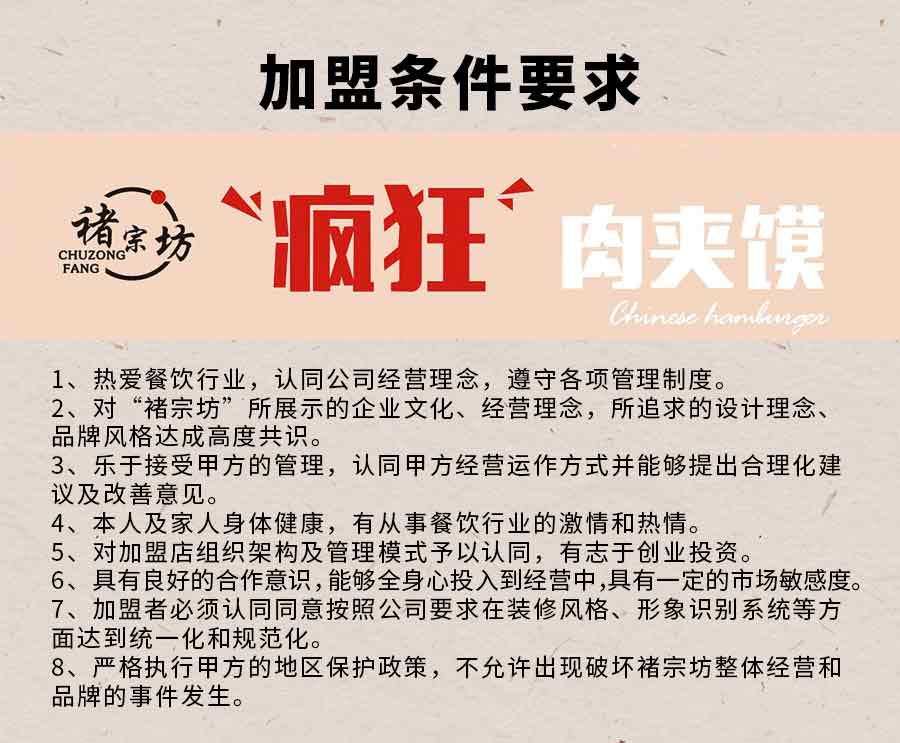 加盟条件要求
褚宗坊
CHUZONG
FANG
疯狂
肉夹馍
Chinese hamburger
1、热爱餐饮行业，认同公司经营理念，遵守各项管理制度。
2、对“褚宗坊”所展示的企业文化、经营理念，所追求的设计理念、
品牌风格达成高度共识。
3、乐于接受甲方的管理，认同甲方经营运作方式并能够提出合理化建
议及改善意见。
4、本人及家人身体健康，有从事餐饮行业的激情和热情。
5、对加盟店组织架构及管理模式予以认同，有志于创业投资。
6、具有良好的合作意识，能够全身心投入到经营中，具有一定的市场敏感度。
7、加盟者必须认同同意按照公司要求在装修风格、形象识别系统等方
面达到统一化和规范化。
8、严格执行甲方的地区保护政策，不允许出现破坏褚宗坊整体经营和
品牌的事件发生。